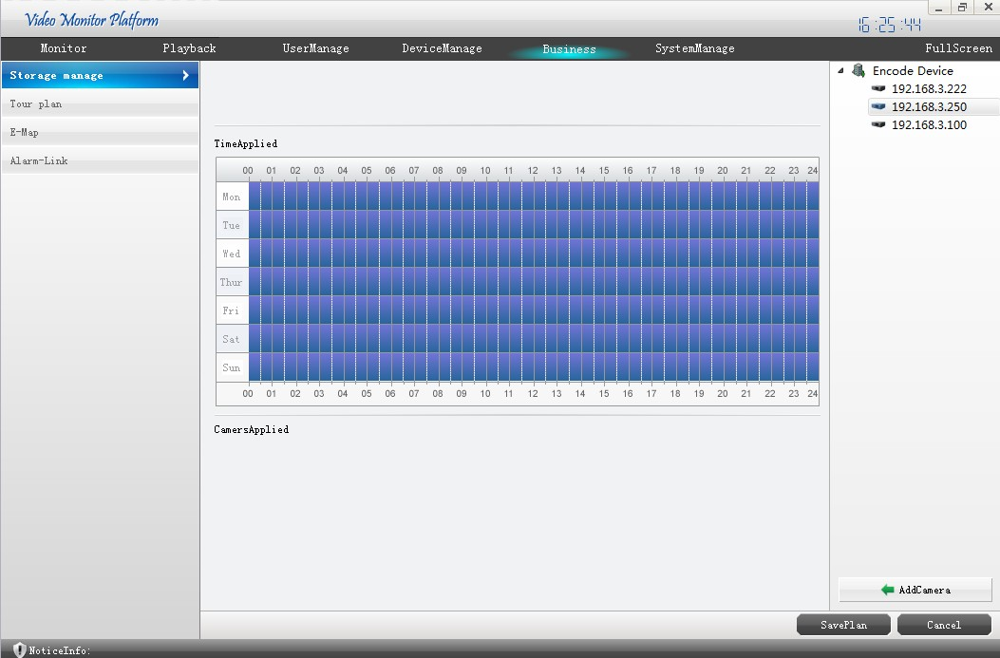 Video Monitor Platform
16:25:44
Monitor Playback UserManage DeviceManage Business SystemManage FullScreen
Storage manage
Tour plan
E-Map
Alarm-Link
TimeApplied
00 01 02 03 04 05 06 07 08 09 10 11 12 13 14 15 16 17 18 19 20 21 22 23 24
Mon
Tue
Wed
Thur
Fri
Sat
Sun
00 01 02 03 04 05 06 07 08 09 10 11 12 13 14 15 16 17 18 19 20 21 22 23 24
CamersApplied
Encode Device
192.168.3.222
192.168.3.250
192.168.3.100
AddCamera
SavePlan Cancel
NoticeInfo: